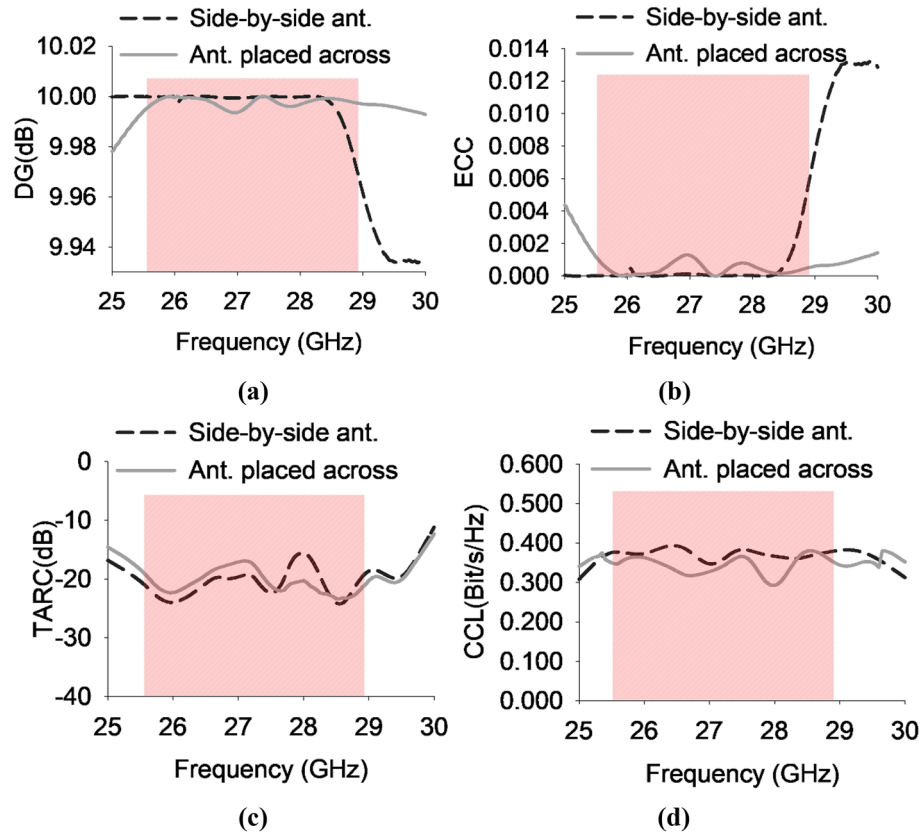 Side-by-side ant.
Ant. placed across
10.02
10.00
9.98
9.96
9.94
DG(dB)
25 26 27 28 29 30
Frequency (GHz)
(a)
Side-by-side ant.
Ant. placed across
0.014
0.012
0.010
0.008
0.006
0.004
0.002
0.000
ECC
25 26 27 28 29 30
Frequency (GHz)
(b)
Side-by-side ant.
Ant. placed across
0
-10
-20
-30
-40
TARC(dB)
25 26 27 28 29 30
Frequency (GHz)
(c)
Side-by-side ant.
Ant. placed across
0.600
0.500
0.400
0.300
0.200
0.100
0.000
CCL(Bit/s/Hz)
25 26 27 28 29 30
Frequency (GHz)
(d)